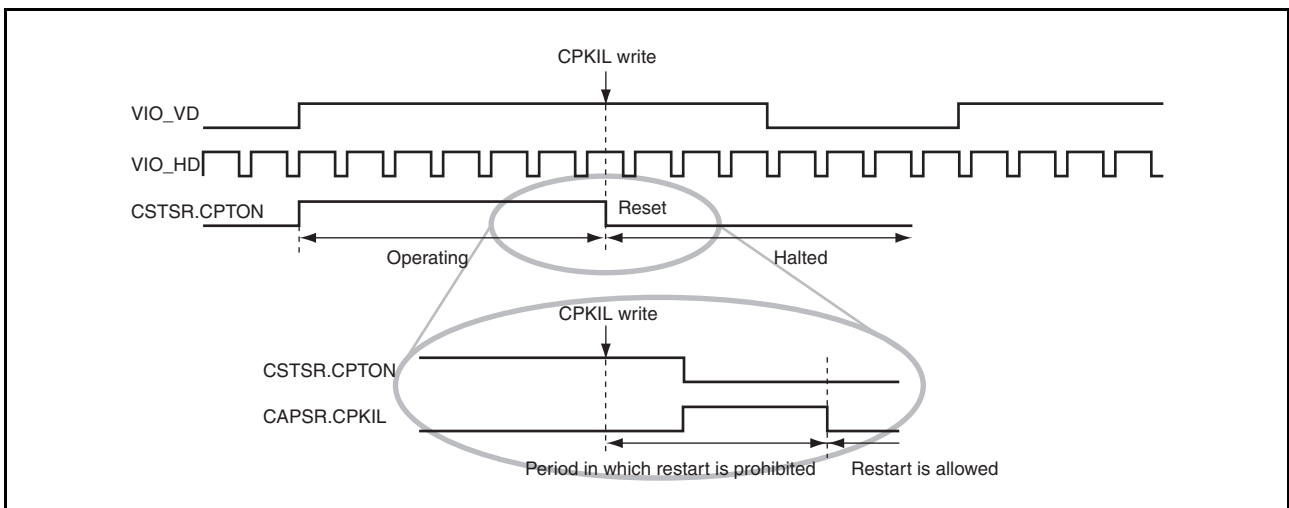 CPKIL write
VIO_VD
VIO_HD
CSTSR.CPTON
Reset
Operating
Halted
CPKIL write
CSTSR.CPTON
CAPSR.CPKIL
Period in which restart is prohibited
Restart is allowed